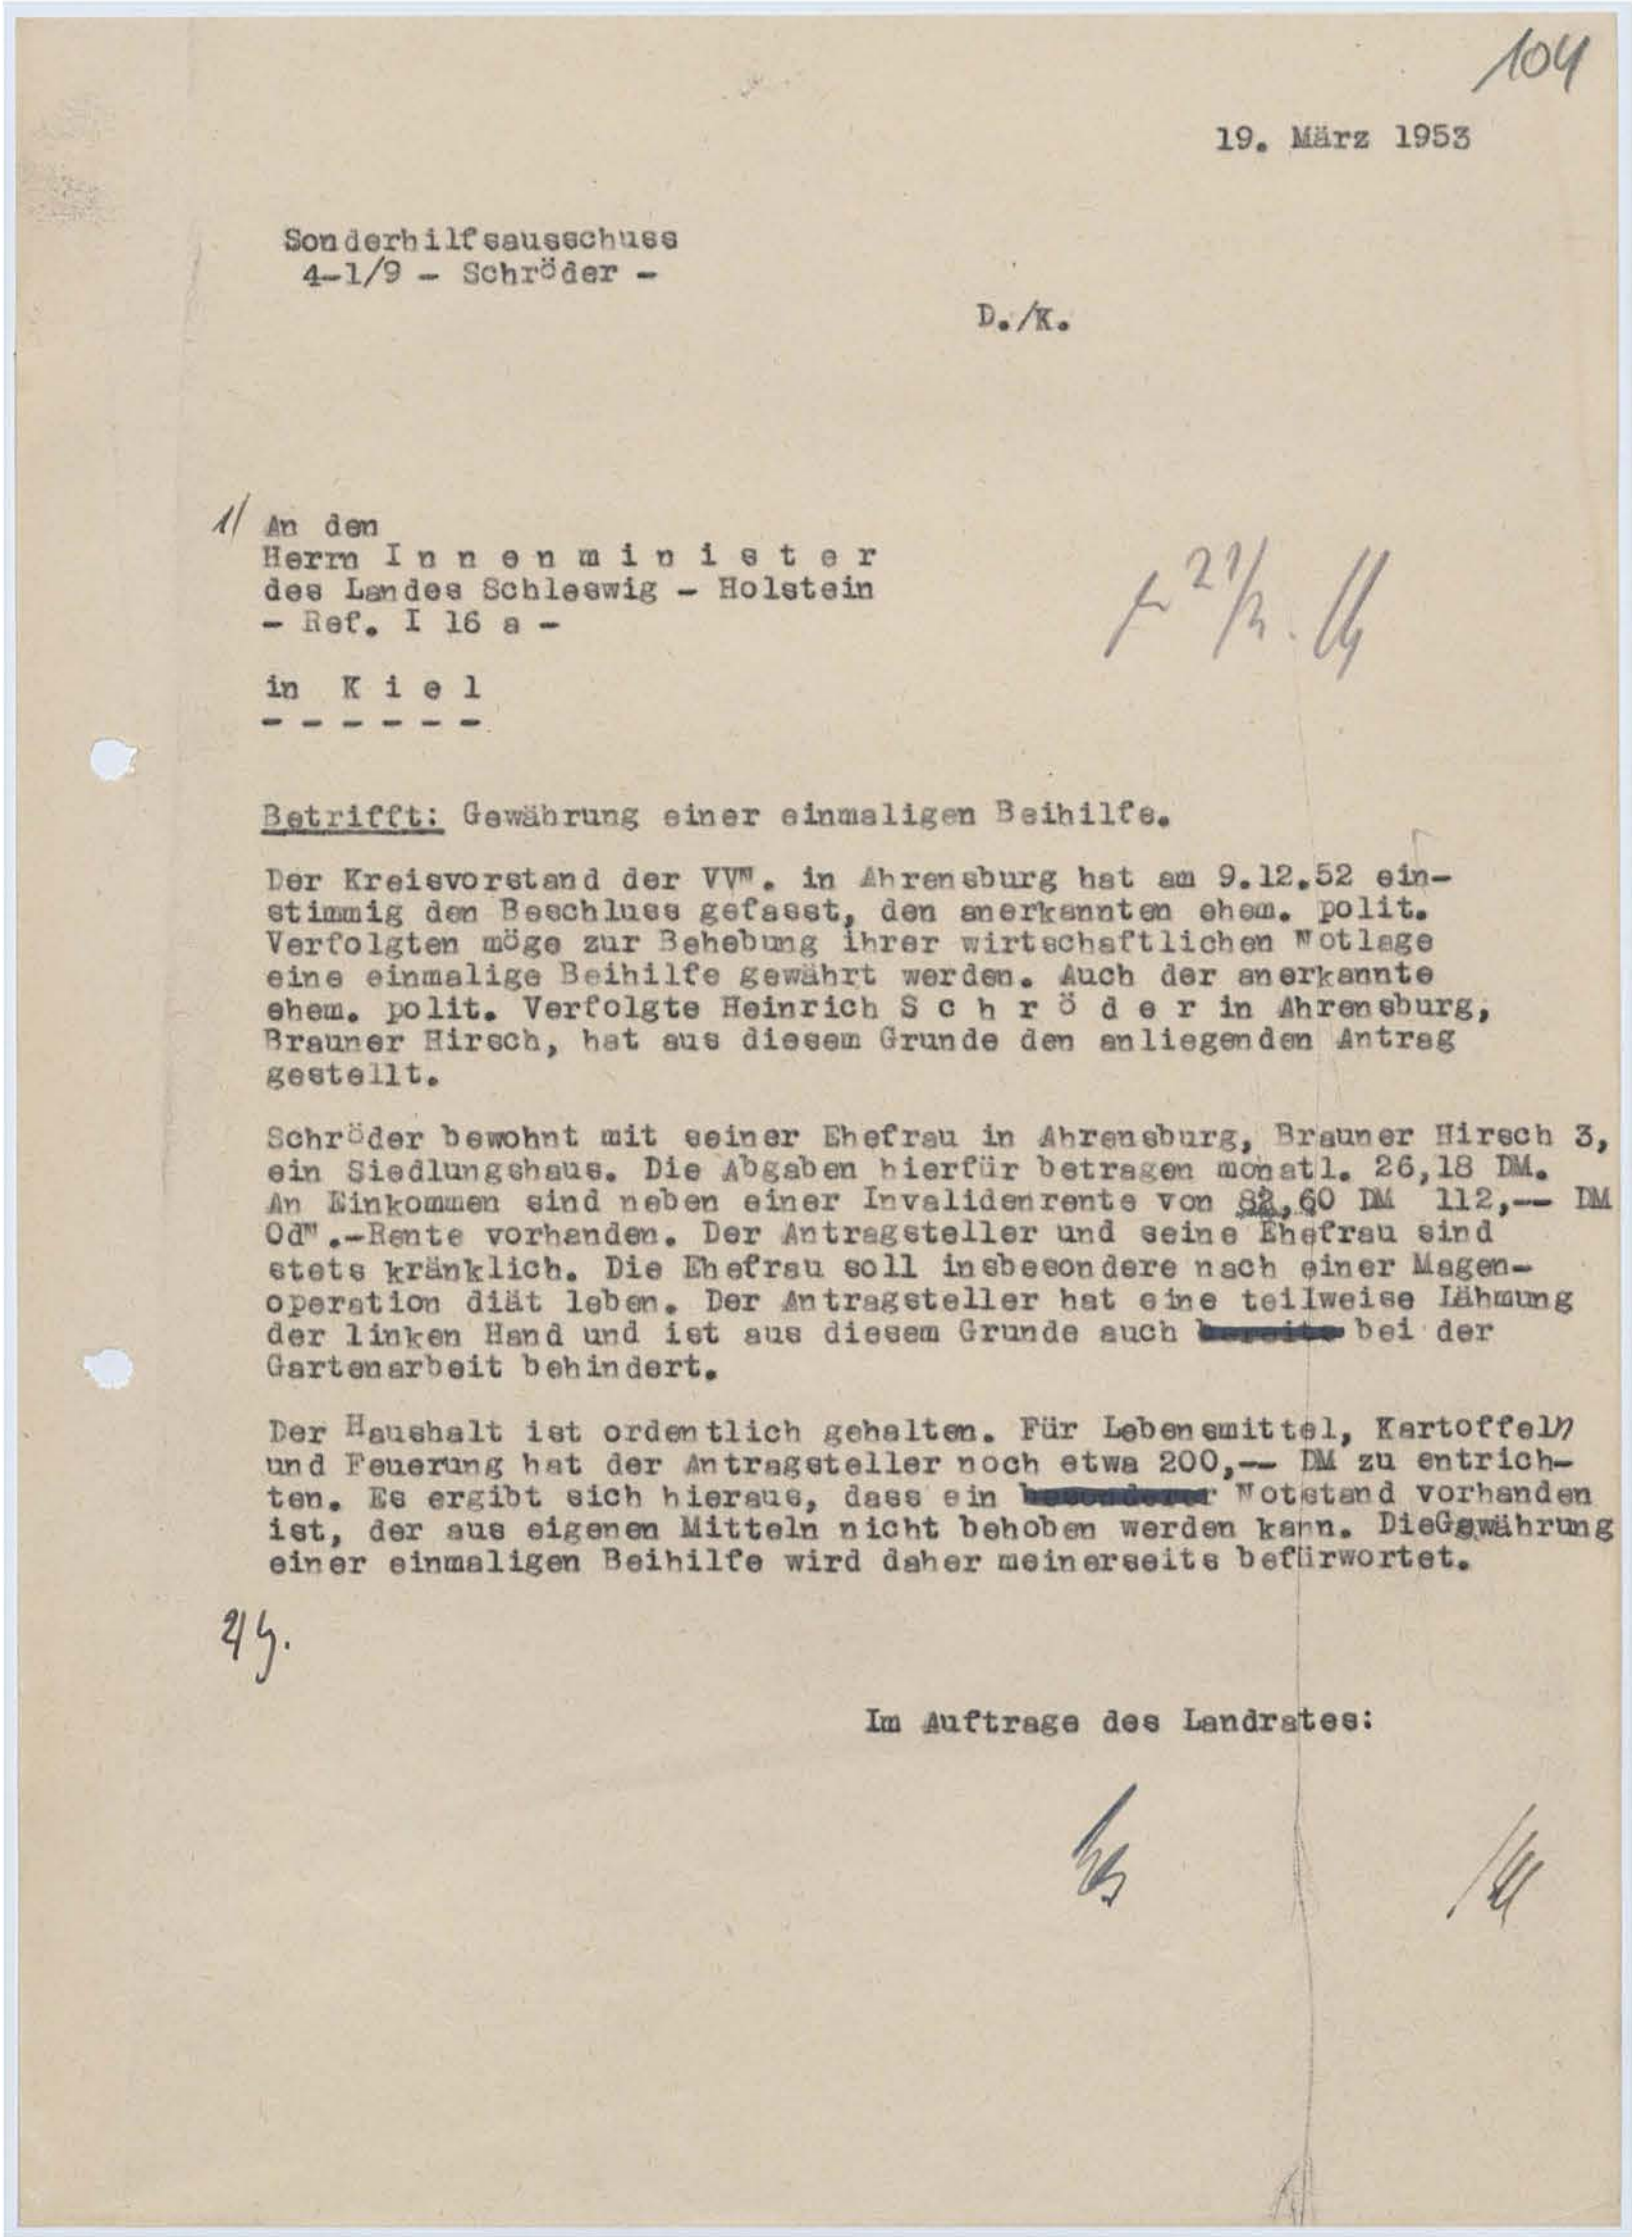 104
19. März 1953
Sonderhilfsausschuss
4-1/9 - Schröder -
D./K.
1/ An den
Herrn I n n e n m i n i s t e r
des Landes Schleswig - Holstein
- Ref. I 16 a -
in K i e l
- - - - - -
Betrifft: Gewährung einer einmaligen Beihilfe.
Der Kreisvorstand der VVN. in Ahrensburg hat am 9.12.52 ein-
stimmig den Beschluss gefasst, den anerkannten ehem. polit.
Verfolgten möge zur Behebung ihrer wirtschaftlichen Notlage
eine einmalige Beihilfe gewährt werden. Auch der anerkannte
ehem. polit. Verfolgte Heinrich S c h r ö d e r in Ahrensburg,
Brauner Hirsch, hat aus diesem Grunde den anliegenden Antrag
gestellt.
Schröder bewohnt mit seiner Ehefrau in Ahrensburg, Brauner Hirsch 3,
ein Siedlungshaus. Die Abgaben hierfür betragen monatl. 26,18 DM.
An Einkommen sind neben einer Invalidenrente von ,60 DM 112,-- DM
OdN.-Rente vorhanden. Der Antragsteller und seine Ehefrau sind
stets kränklich. Die Ehefrau soll insbesondere nach einer Magen-
operation diät leben. Der Antragsteller hat eine teilweise Lähmung
der linken Hand und ist aus diesem Grunde auch bei der
Gartenarbeit behindert.
Der Haushalt ist ordentlich gehalten. Für Lebensmittel, Kartoffeln
und Feuerung hat der Antragsteller noch etwa 200,-- DM zu entrich-
ten. Es ergibt sich hieraus, dass ein Notstand vorhanden
ist, der aus eigenen Mitteln nicht behoben werden kann. DieGewährung
einer einmaligen Beihilfe wird daher meinerseits befürwortet.
2/
Im Auftrage des Landrates: